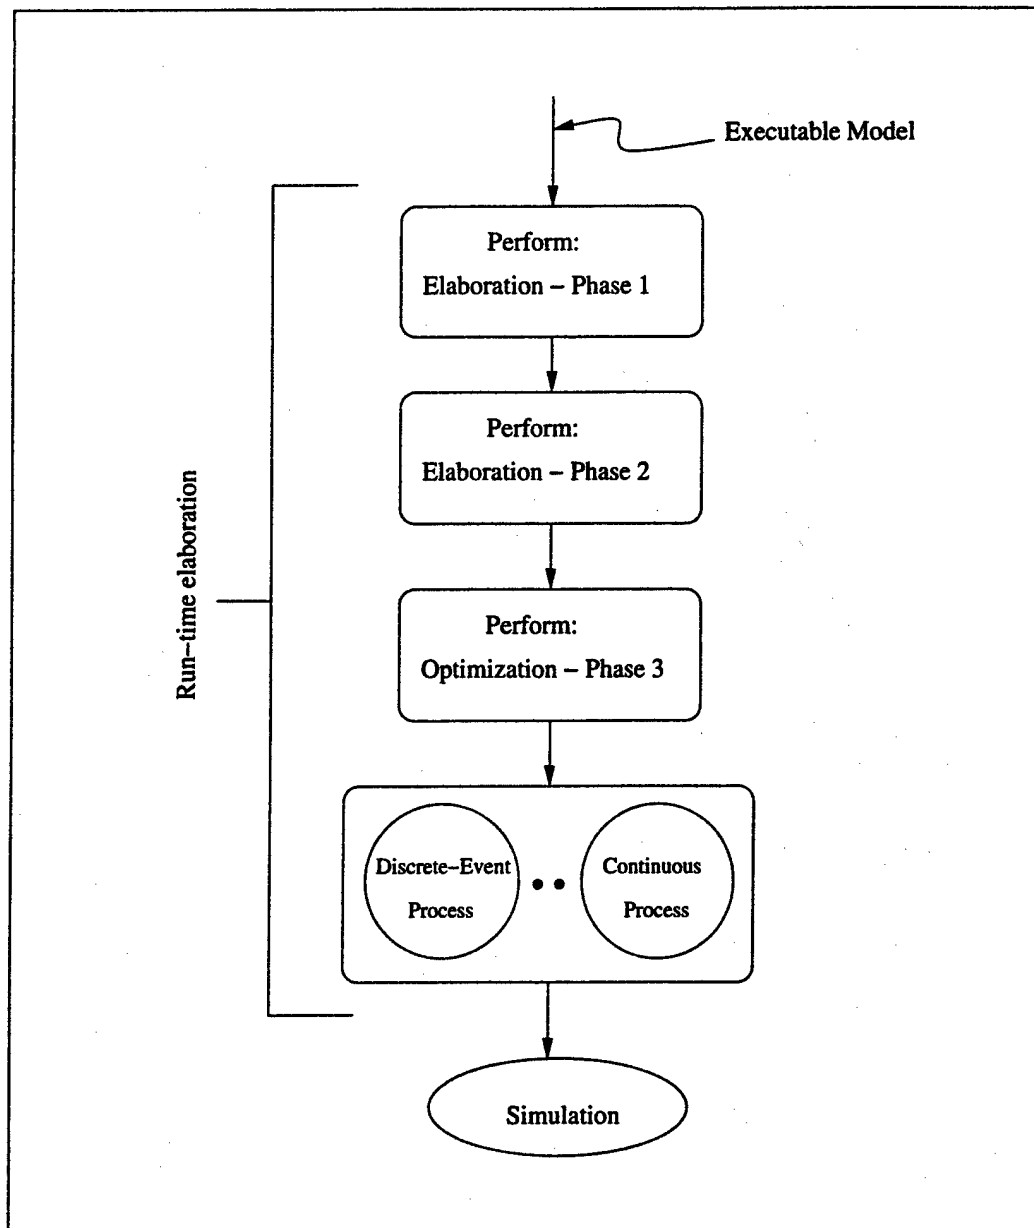 Executable Model
Perform:
Elaboration – Phase 1
Perform:
Elaboration – Phase 2
Run–time elaboration
Perform:
Optimization – Phase 3
Discrete–Event
Process
Continuous
Process
Simulation